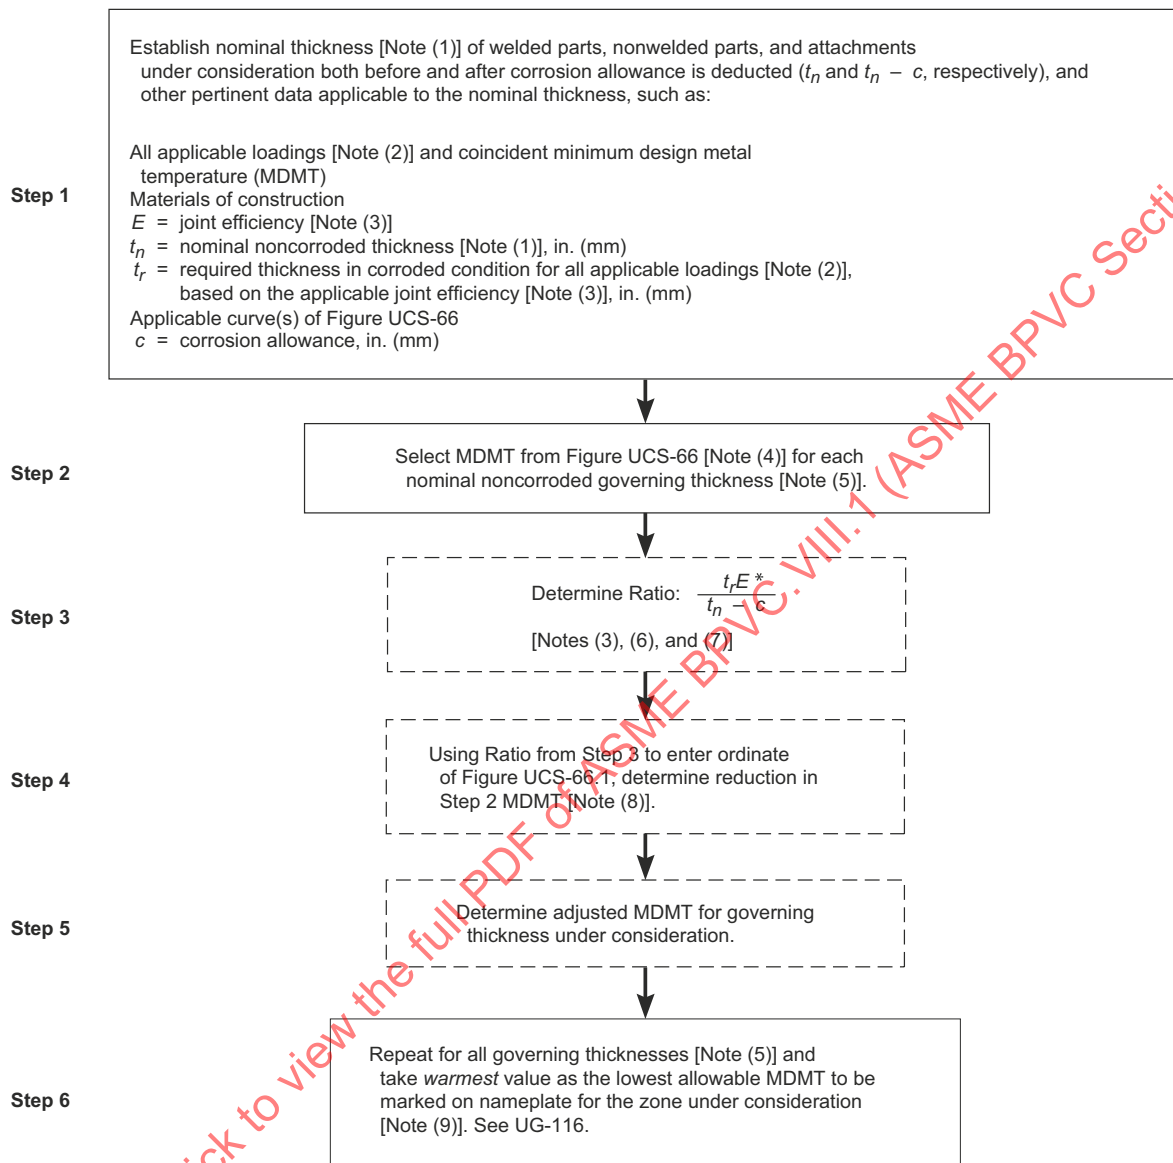 Establish nominal thickness [Note (1)] of welded parts, nonwelded parts, and attachments
under consideration both before and after corrosion allowance is deducted (tn and tn – c, respectively), and
other pertinent data applicable to the nominal thickness, such as:
All applicable loadings [Note (2)] and coincident minimum design metal
temperature (MDMT)
Step 1
Materials of construction
E = joint efficiency [Note (3)]
tn = nominal noncorroded thickness [Note (1)], in. (mm)
tr = required thickness in corroded condition for all applicable loadings [Note (2)],
based on the applicable joint efficiency [Note (3)], in. (mm)
Applicable curve(s) of Figure UCS-66
c = corrosion allowance, in. (mm)
Step 2
Select MDMT from Figure UCS-66 [Note (4)] for each
nominal noncorroded governing thickness [Note (5)].
Step 3
Determine Ratio: trE* / tn – c
[Notes (3), (6), and (7)]
Step 4
Using Ratio from Step 3 to enter ordinate
of Figure UCS-66.1, determine reduction in
Step 2 MDMT [Note (8)].
Step 5
Determine adjusted MDMT for governing
thickness under consideration.
Step 6
Repeat for all governing thicknesses [Note (5)] and
take warmest value as the lowest allowable MDMT to be
marked on nameplate for the zone under consideration
[Note (9)]. See UG-116.
ick to view the full PDF of ASME BPVC.VIII.1 (ASME BPVC Secti